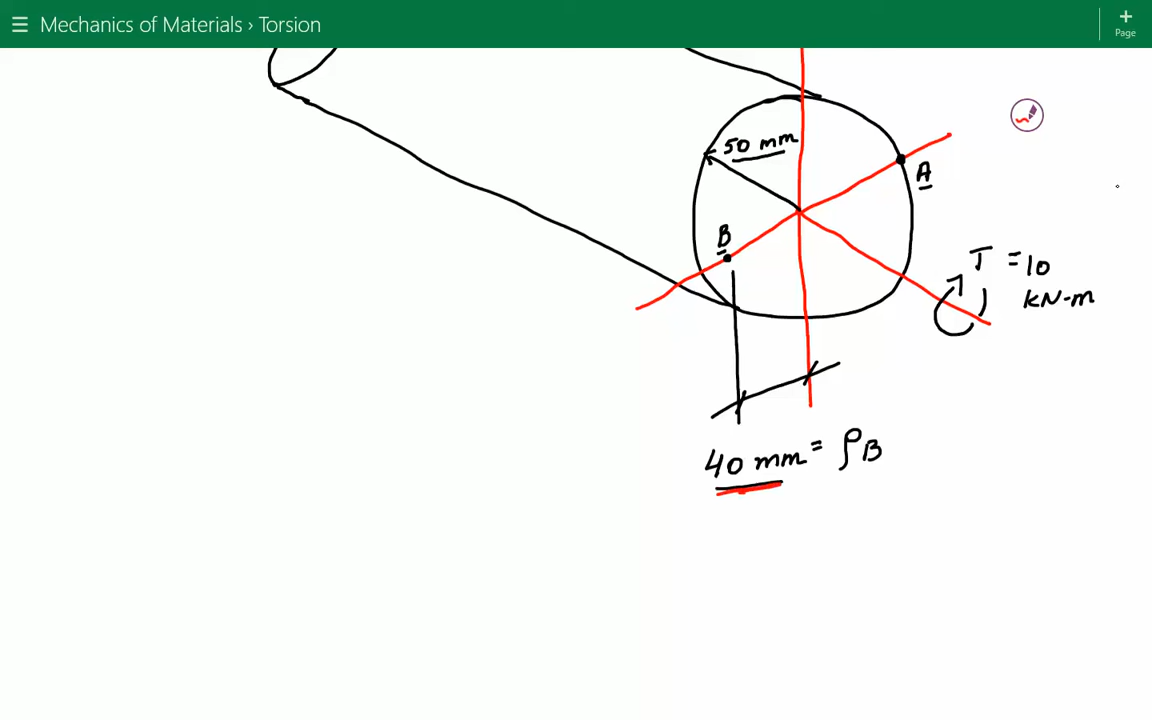 Mechanics of Materials › Torsion
Page
50 mm
A
B
T = 10
kN-m
40 mm = ρB